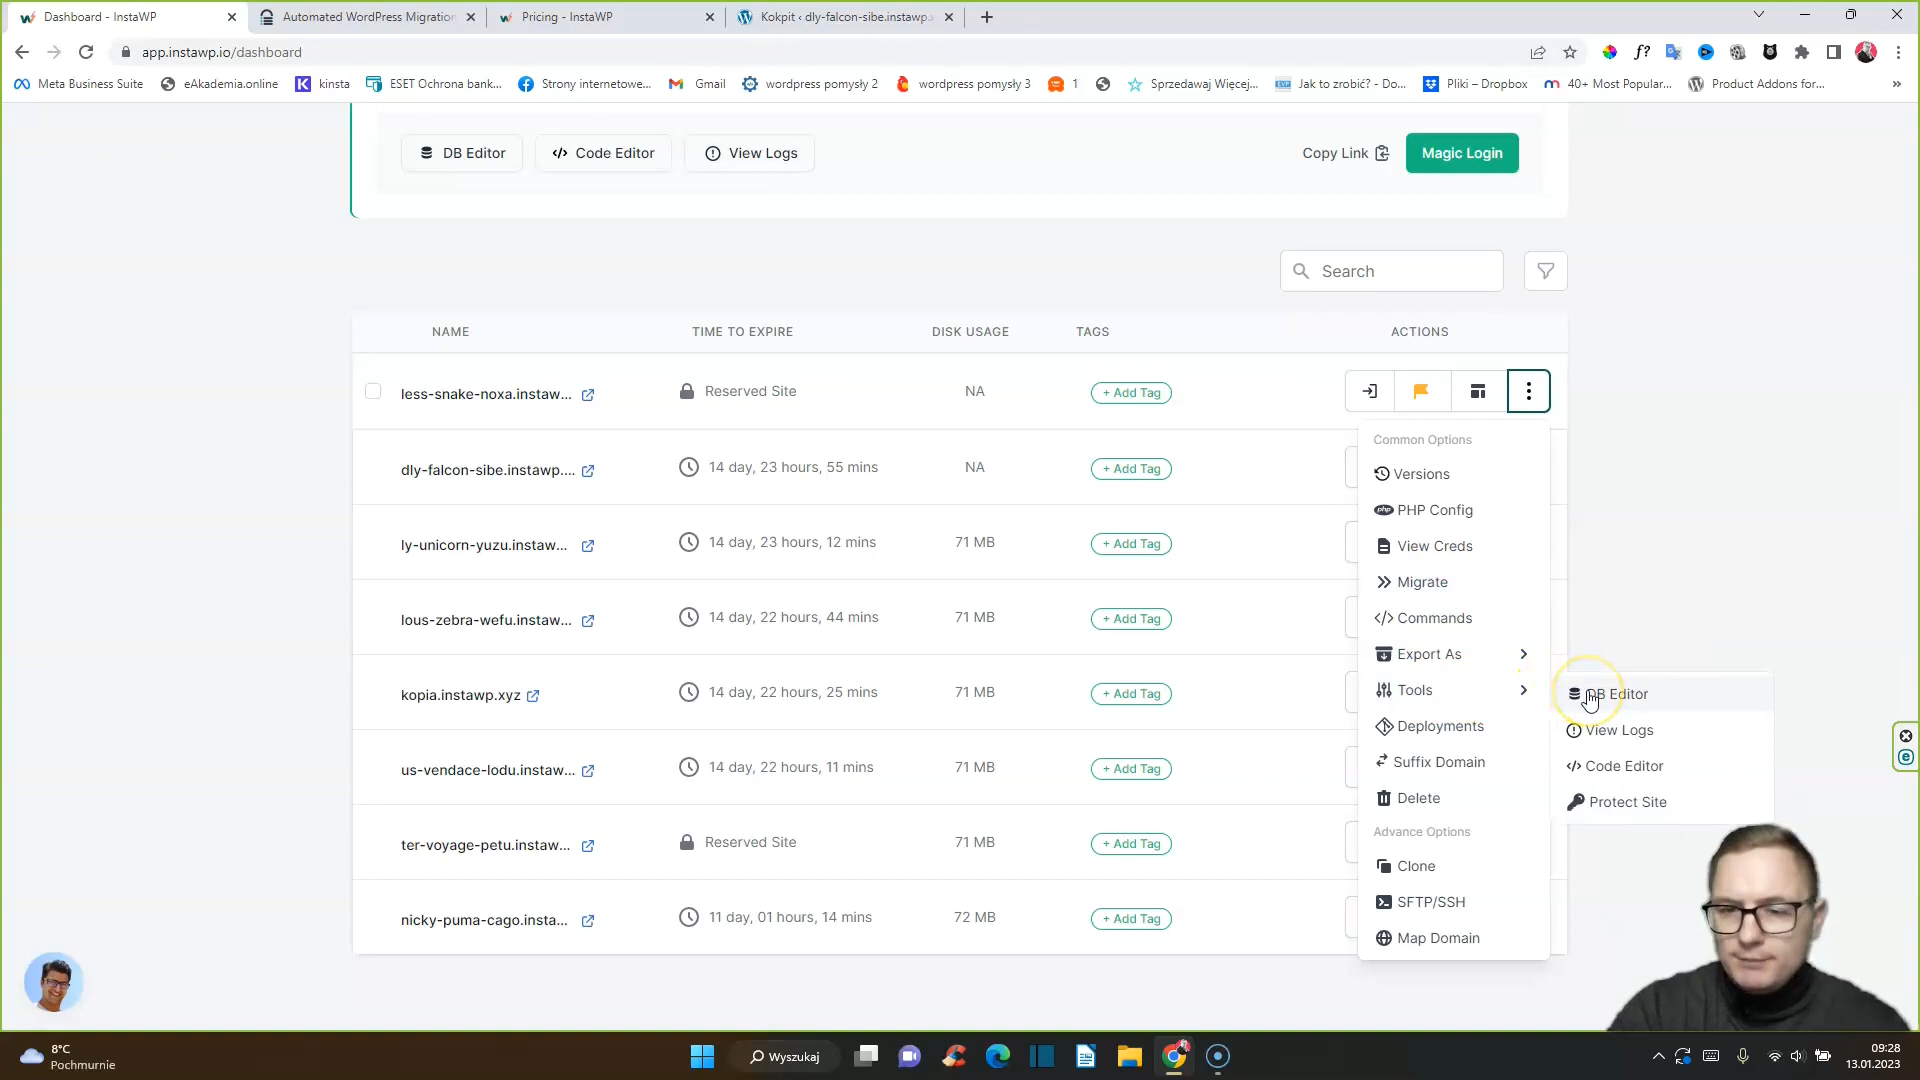 Dashboard - InstaWP
Automated WordPress Migration
Pricing - InstaWP
Kokpit ‹ dly-falcon-sibe.instawp.
app.instawp.io/dashboard
Meta Business Suite
eAkademia.online
kinsta
ESET Ochrona bank...
Strony internetowe...
Gmail
wordpress pomysły 2
wordpress pomysły 3
1
Sprzedawaj Więcej,...
Jak to zrobić? - Do...
Pliki – Dropbox
40+ Most Popular...
Product Addons for...
»
DB Editor
Code Editor
View Logs
Copy Link
Magic Login
Search
NAME
TIME TO EXPIRE
DISK USAGE
TAGS
ACTIONS
less-snake-noxa.instaw...
Reserved Site
NA
+ Add Tag
dly-falcon-sibe.instawp....
14 day, 23 hours, 55 mins
NA
+ Add Tag
ly-unicorn-yuzu.instaw...
14 day, 23 hours, 12 mins
71 MB
+ Add Tag
lous-zebra-wefu.instaw...
14 day, 22 hours, 44 mins
71 MB
+ Add Tag
kopia.instawp.xyz
14 day, 22 hours, 25 mins
71 MB
+ Add Tag
us-vendace-lodu.instaw...
14 day, 22 hours, 11 mins
71 MB
+ Add Tag
ter-voyage-petu.instaw...
Reserved Site
71 MB
+ Add Tag
nicky-puma-cago.insta...
11 day, 01 hours, 14 mins
72 MB
+ Add Tag
Common Options
Versions
PHP Config
View Creds
Migrate
Commands
Export As
Tools
Deployments
Suffix Domain
Delete
Advance Options
Clone
SFTP/SSH
Map Domain
DB Editor
View Logs
Code Editor
Protect Site
8°C
Pochmurnie
Wyszukaj
09:28
13.01.2023